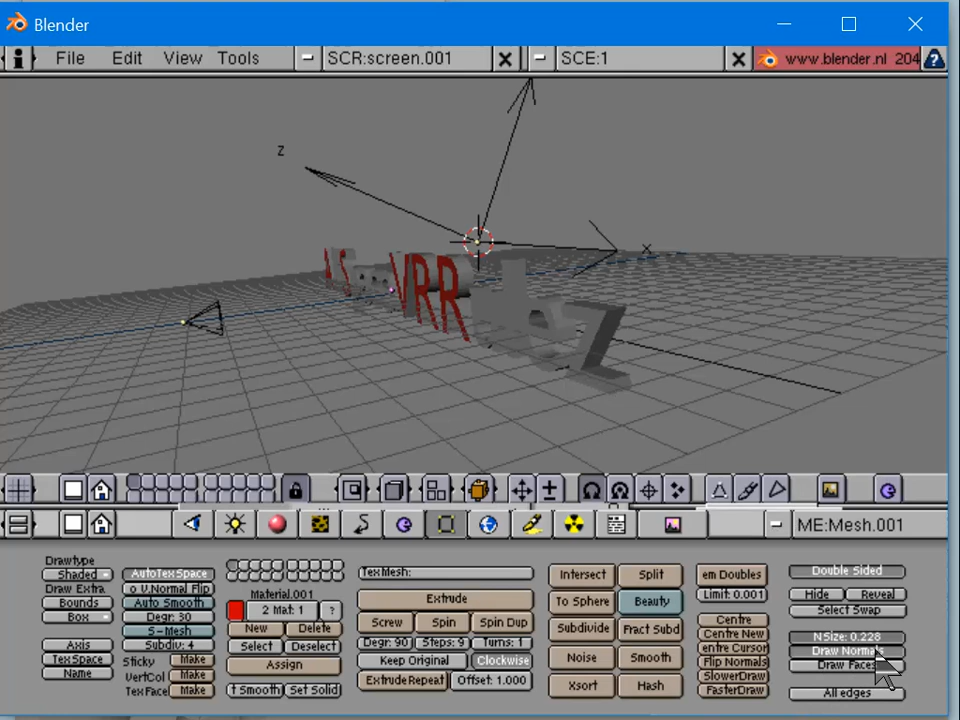 Blender
File Edit View Tools SCR:screen.001 SCE:1 www.blender.nl 204
z
x
ME:Mesh.001
Drawtype
Shaded
Draw Extra
Bounds
Box
Axis
TexSpace
Name
AutoTexSpace
o V.Normal Flip
Auto Smooth
Degr: 30
S-Mesh
Subdiv: 4
Sticky Make
VertCol Make
TexFace Make
Material.001
2 Mat: 1 ?
New Delete
Select Deselect
Assign
t Smooth Set Solid
TexMesh:
Extrude
Screw Spin Spin Dup
Degr: 90 Steps: 9 Turns: 1
Keep Original Clockwise
Extrude Repeat Offset: 1.000
Intersect Split
To Sphere Beauty
Subdivide Fract Subd
Noise Smooth
Xsort Hash
em Doubles
Limit: 0.001
Centre
Centre New
entre Cursor
Flip Normals
SlowerDraw
FasterDraw
Double Sided
Hide Reveal
Select Swap
NSize: 0.228
Draw Normals
Draw Faces
All edges